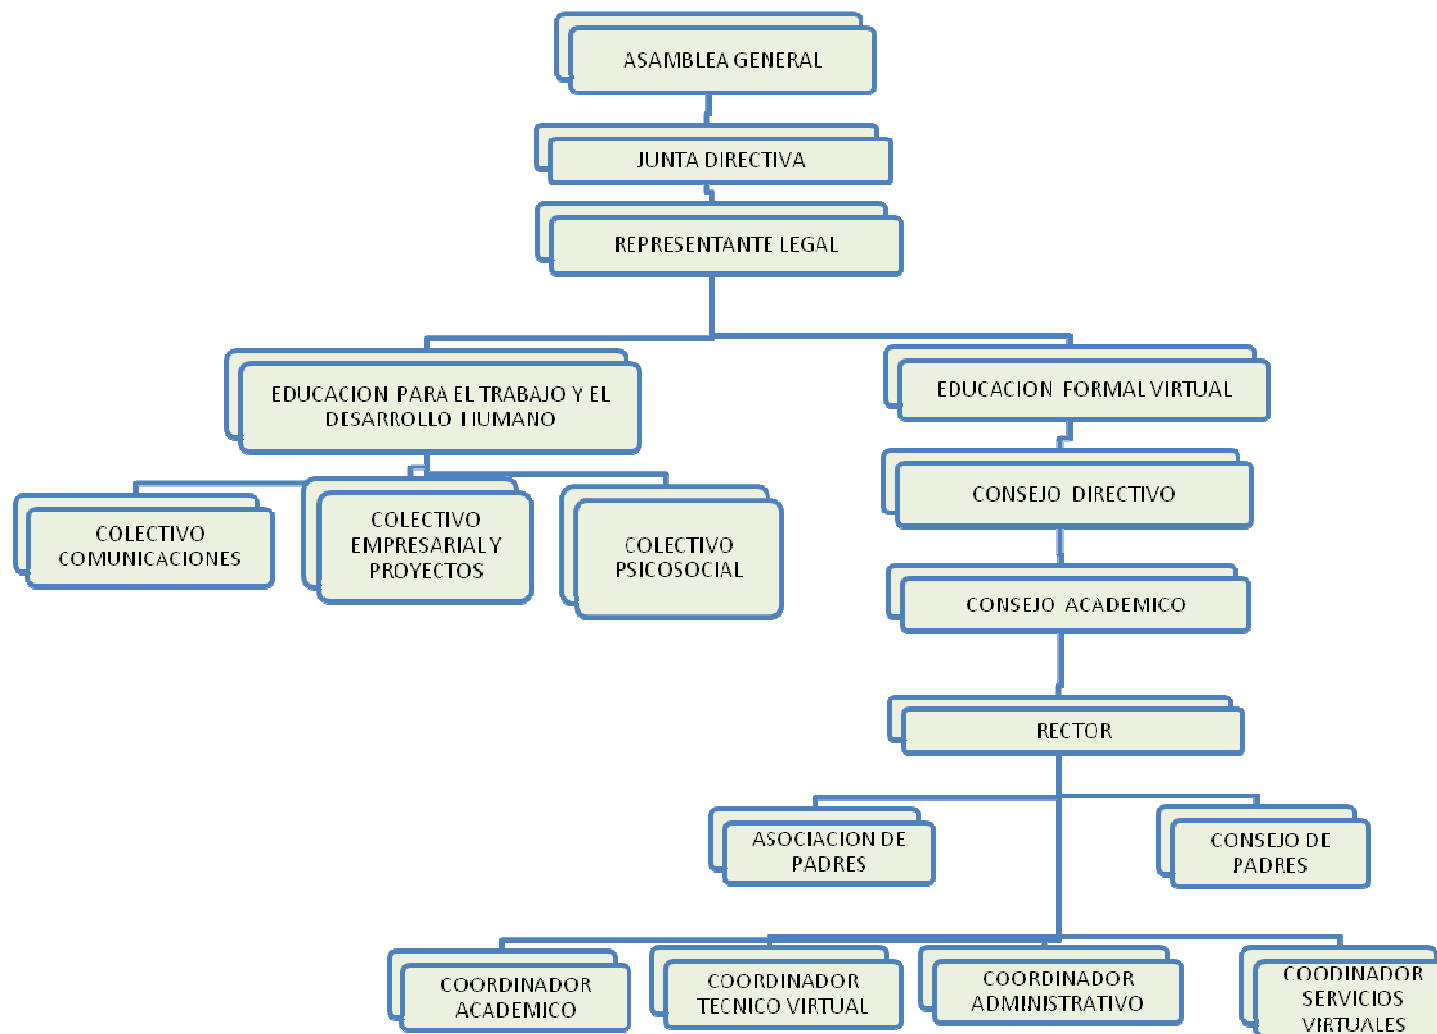 ASAMBLEA GENERAL
JUNTA DIRECTIVA
REPRESENTANTE LEGAL
EDUCACION PARA EL TRABAJO Y EL
DESARROLLO HUMANO
EDUCACION FORMAL VIRTUAL
COLECTIVO
COMUNICACIONES
COLECTIVO
EMPRESARIAL Y
PROYECTOS
COLECTIVO
PSICOSOCIAL
CONSEJO DIRECTIVO
CONSEJO ACADEMICO
RECTOR
ASOCIACION DE
PADRES
CONSEJO DE
PADRES
COORDINADOR
ACADEMICO
COORDINADOR
TECNICO VIRTUAL
COORDINADOR
ADMINISTRATIVO
COODINADOR
SERVICIOS
VIRTUALES